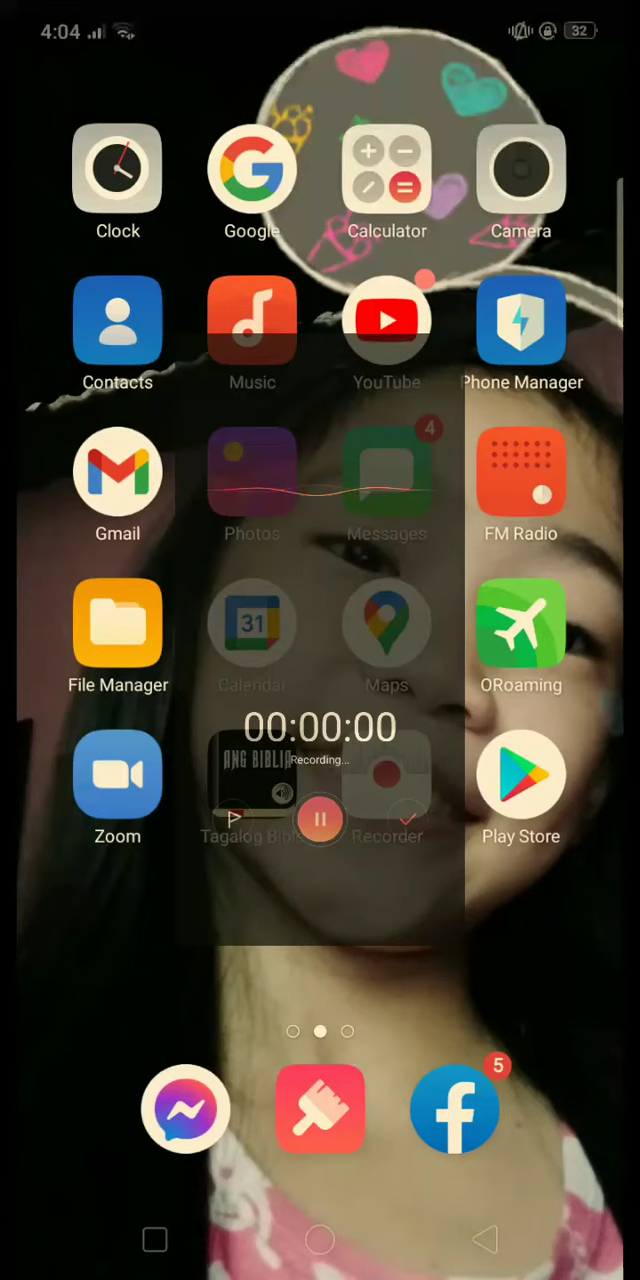 4:04
32
Clock
Google
Calculator
Camera
Contacts
Music
YouTube
Phone Manager
4
Gmail
Photos
Messages
FM Radio
31
File Manager
Calendar
Maps
ORoaming
00:00:00
Recording...
ANG BIBLIA
Zoom
Tagalog Bible
Recorder
Play Store
5